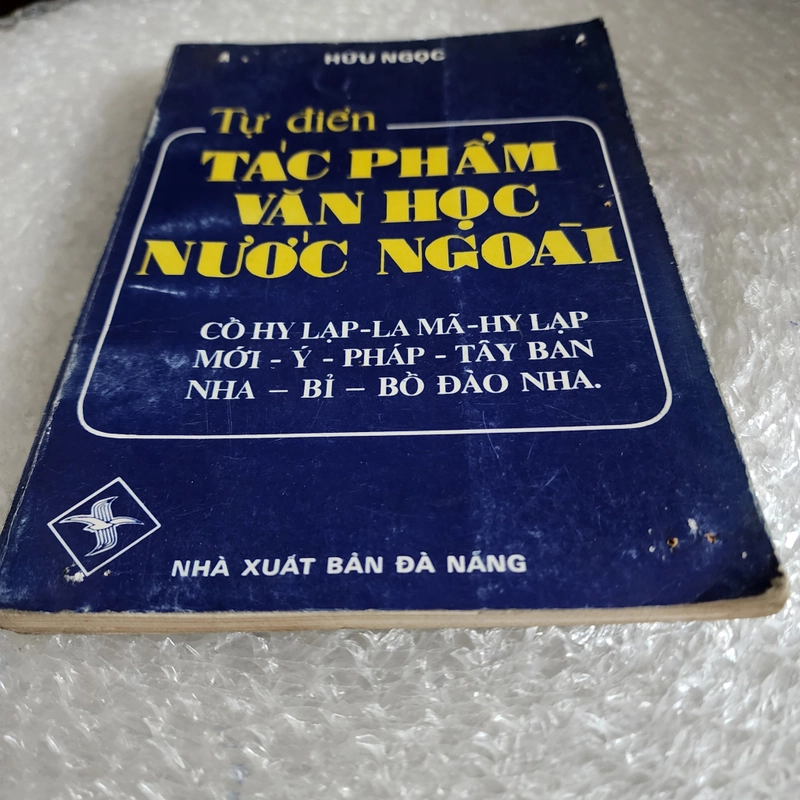 HỮU NGỌC
Tự điển
TÁC PHẨM
VĂN HỌC
NƯỚC NGOÀI
CỔ HY LẠP-LA MÃ-HY LẠP
MỚI - Ý - PHÁP - TÂY BAN
NHA – BỈ – BỒ ĐÀO NHA.
NHÀ XUẤT BẢN ĐÀ NẴNG